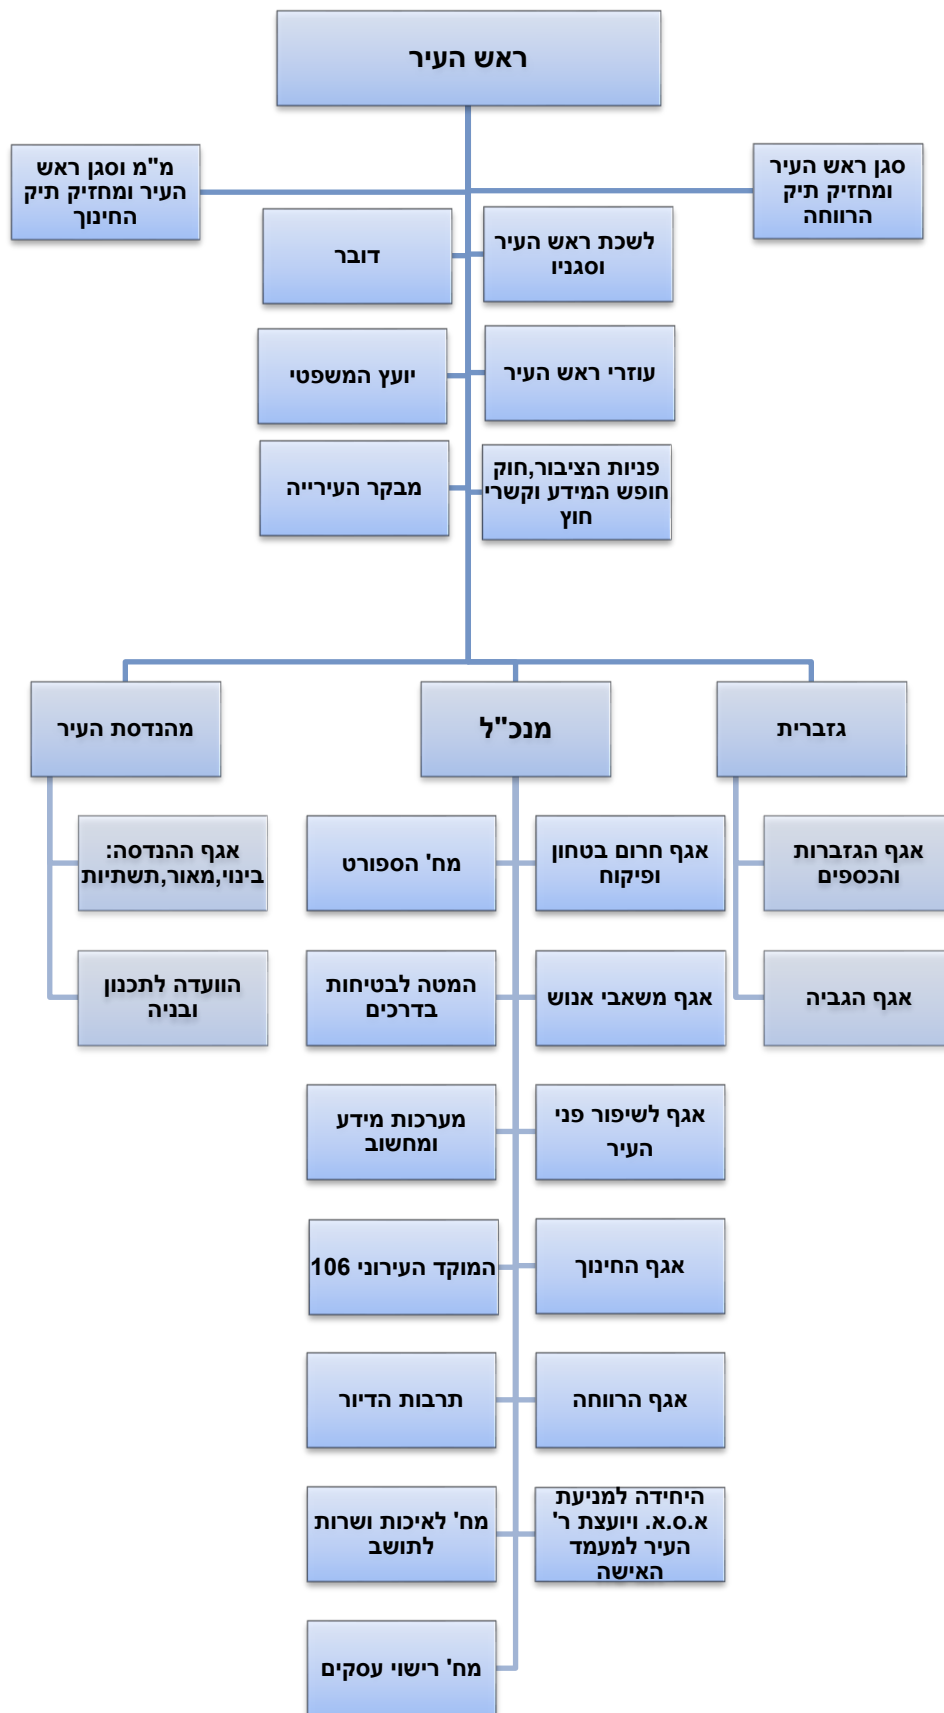 ראש העיר
סגן ראש העיר
ומחזיק תיק
הרווחה
מ"מ וסגן ראש
העיר ומחזיק תיק
החינוך
לשכת ראש העיר
וסגניו
דובר
עוזרי ראש העיר
יועץ המשפטי
פניות הציבור,חוק
חופש המידע וקשרי
חוץ
מבקר העירייה
גזברית
מנכ"ל
מהנדסת העיר
אגף הגזברות
והכספים
אגף הגביה
אגף חרום בטחון
ופיקוח
מח' הספורט
אגף משאבי אנוש
המטה לבטיחות
בדרכים
אגף לשיפור פני
העיר
מערכות מידע
ומחשוב
אגף החינוך
המוקד העירוני 106
אגף הרווחה
תרבות הדיור
היחידה למניעת
א.ס.א. ויועצת ר'
העיר למעמד
האישה
מח' לאיכות ושרות
לתושב
מח' רישוי עסקים
אגף ההנדסה:
בינוי,מאור,תשתיות
הוועדה לתכנון
ובניה